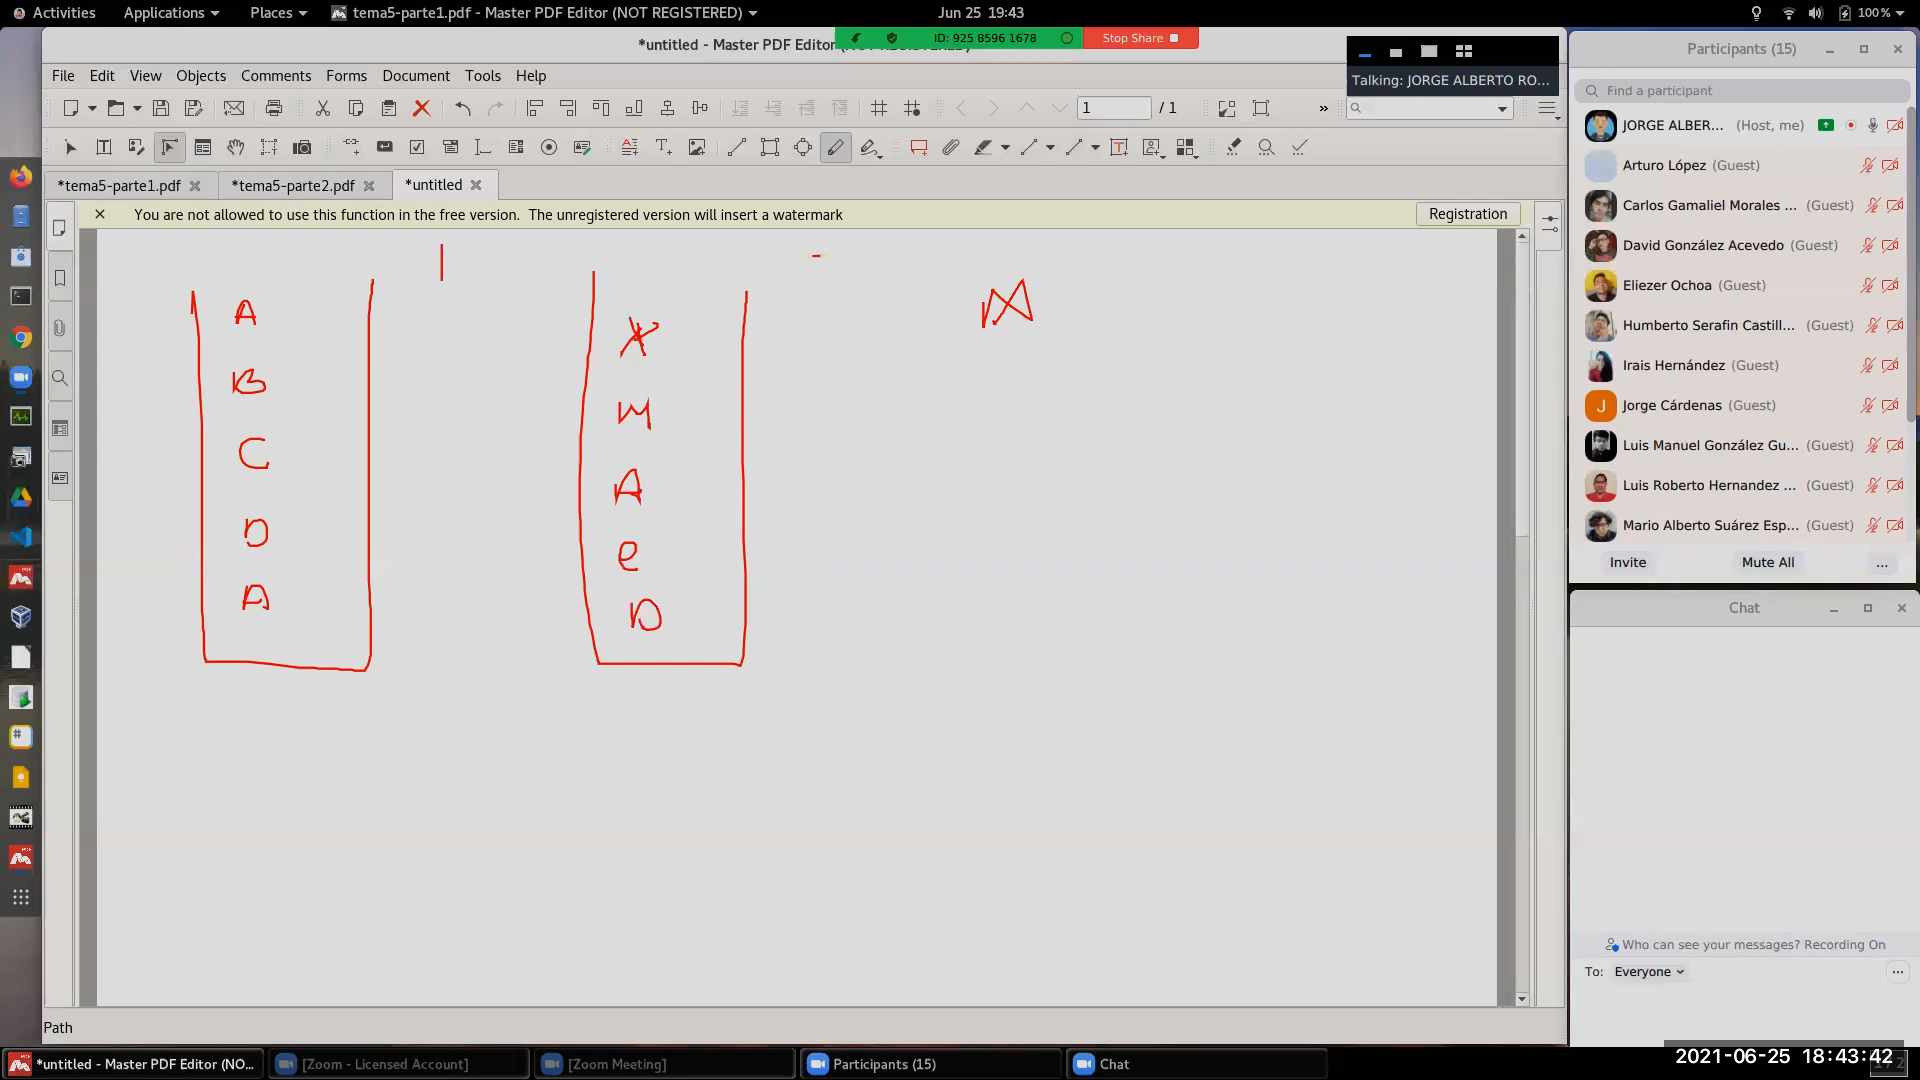 Activities Applications Places tema5-parte1.pdf - Master PDF Editor (NOT REGISTERED) Jun 25 19:43 100%
*untitled - Master PDF Editor
ID: 925 8596 1678 Stop Share
Talking: JORGE ALBERTO RO...
File Edit View Objects Comments Forms Document Tools Help
1 / 1
*tema5-parte1.pdf *tema5-parte2.pdf *untitled
You are not allowed to use this function in the free version. The unregistered version will insert a watermark Registration
A
B
C
D
A
X
M
A
e
D
Path
Participants (15)
Find a participant
JORGE ALBER... (Host, me)
Arturo López (Guest)
Carlos Gamaliel Morales ... (Guest)
David González Acevedo (Guest)
Eliezer Ochoa (Guest)
Humberto Serafin Castill... (Guest)
Irais Hernández (Guest)
J Jorge Cárdenas (Guest)
Luis Manuel González Gu... (Guest)
Luis Roberto Hernandez ... (Guest)
Mario Alberto Suárez Esp... (Guest)
Invite Mute All ...
Chat
Who can see your messages? Recording On
To: Everyone
*untitled - Master PDF Editor (NO... [Zoom - Licensed Account] [Zoom Meeting] Participants (15) Chat
2021-06-25 18:43:42